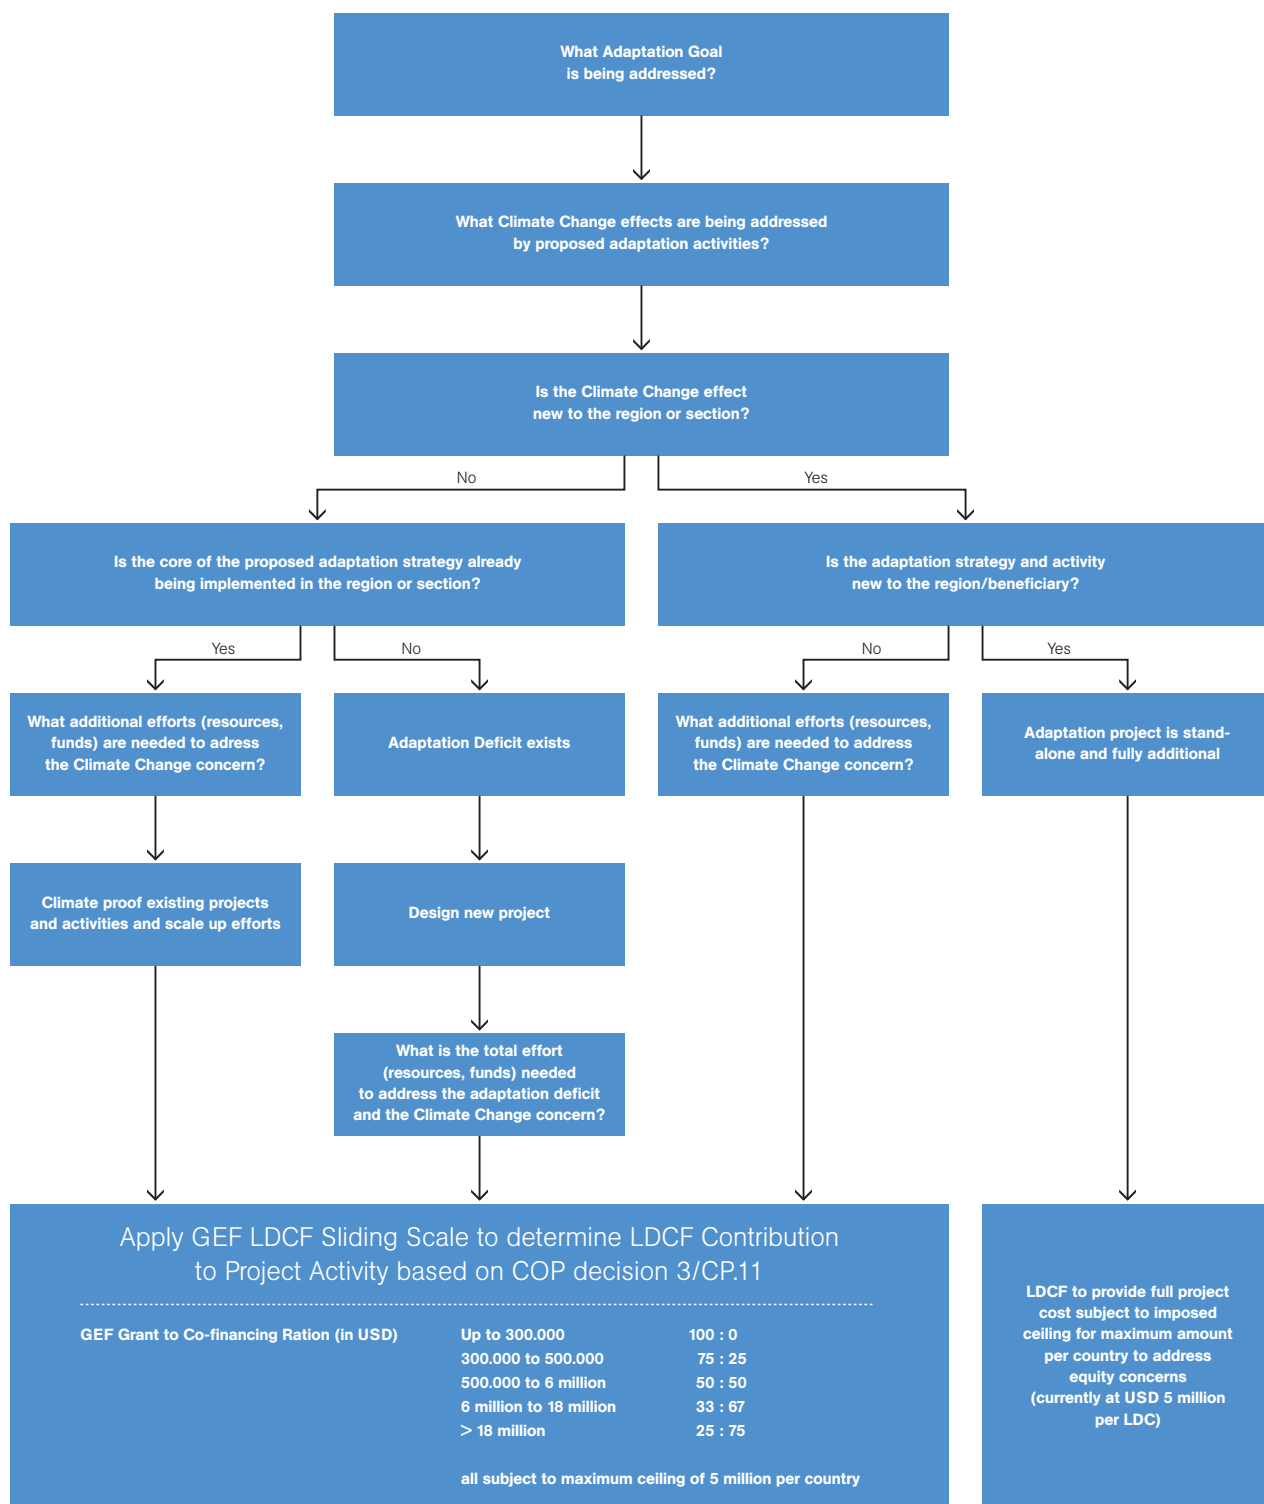 What Adaptation Goal
is being addressed?
What Climate Change effects are being addressed
by proposed adaptation activities?
Is the Climate Change effect
new to the region or section?
No
Yes
Is the core of the proposed adaptation strategy already
being implemented in the region or section?
Is the adaptation strategy and activity
new to the region/beneficiary?
Yes
No
No
Yes
What additional efforts (resources,
funds) are needed to adress
the Climate Change concern?
Adaptation Deficit exists
What additional efforts (resources,
funds) are needed to address
the Climate Change concern?
Adaptation project is stand-
alone and fully additional
Climate proof existing projects
and activities and scale up efforts
Design new project
What is the total effort
(resources, funds) needed
to address the adaptation deficit
and the Climate Change concern?
Apply GEF LDCF Sliding Scale to determine LDCF Contribution
to Project Activity based on COP decision 3/CP.11
GEF Grant to Co-financing Ration (in USD) Up to 300.000 100 : 0
300.000 to 500.000 75 : 25
500.000 to 6 million 50 : 50
6 million to 18 million 33 : 67
> 18 million 25 : 75
all subject to maximum ceiling of 5 million per country
LDCF to provide full project
cost subject to imposed
ceiling for maximum amount
per country to address
equity concerns
(currently at USD 5 million
per LDC)